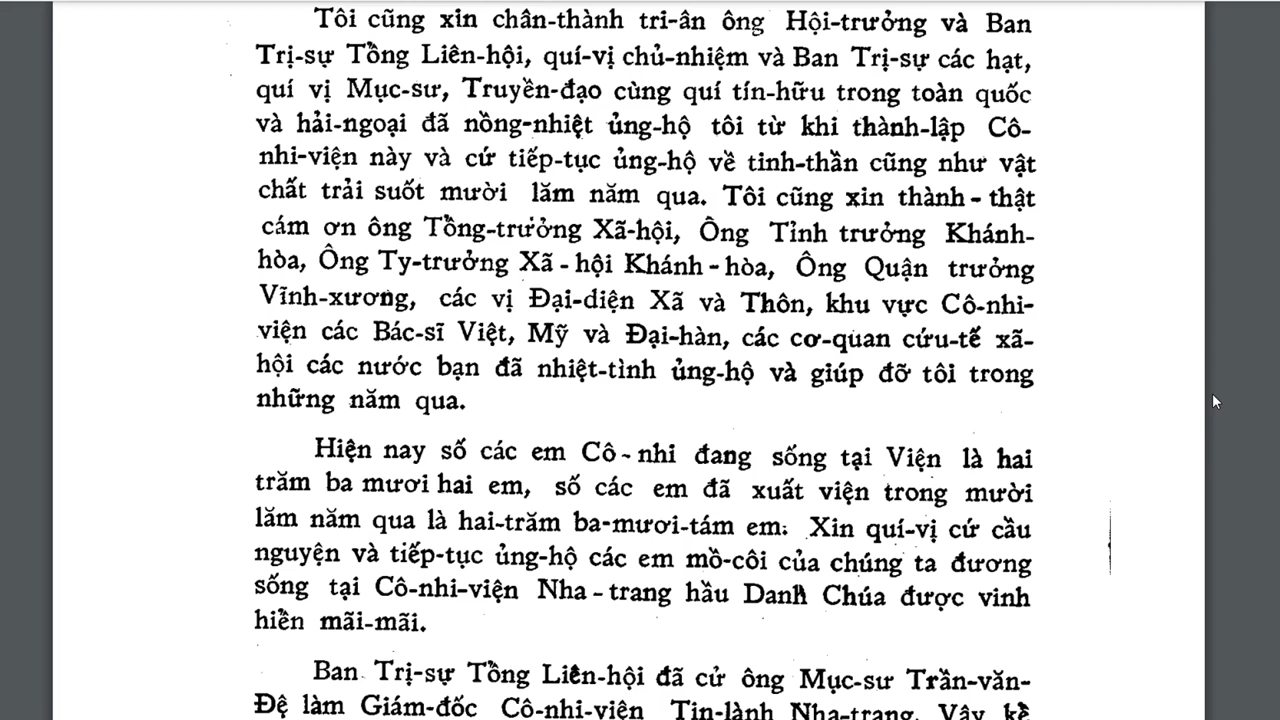 Tôi cũng xin chân-thành tri-ân ông Hội-trưởng và Ban
Trị-sự Tổng Liên-hội, quí-vị chủ-nhiệm và Ban Trị-sự các hạt,
quí vị Mục-sư, Truyền-đạo cùng quí tín-hữu trong toàn quốc
và hải-ngoại đã nồng-nhiệt ủng-hộ tôi từ khi thành-lập Cô-
nhi-viện này và cứ tiếp-tục ủng-hộ về tinh-thần cũng như vật
chất trải suốt mười lăm năm qua. Tôi cũng xin thành-thật
cám ơn ông Tổng-trưởng Xã-hội, Ông Tỉnh trưởng Khánh-
hòa, Ông Ty-trưởng Xã-hội Khánh-hòa, Ông Quận trưởng
Vĩnh-xương, các vị Đại-diện Xã và Thôn, khu vực Cô-nhi-
viện các Bác-sĩ Việt, Mỹ và Đại-hàn, các cơ-quan cứu-tế xã-
hội các nước bạn đã nhiệt-tình ủng-hộ và giúp đỡ tôi trong
những năm qua.
Hiện nay số các em Cô-nhi đang sống tại Viện là hai
trăm ba mươi hai em, số các em đã xuất viện trong mười
lăm năm qua là hai-trăm ba-mươi-tám em. Xin quí-vị cứ cầu
nguyện và tiếp-tục ủng-hộ các em mồ-côi của chúng ta đương
sống tại Cô-nhi-viện Nha-trang hầu Danh Chúa được vinh
hiển mãi-mãi.
Ban Trị-sự Tổng Liên-hội đã cử ông Mục-sư Trần-văn-
Đệ làm Giám-đốc Cô-nhi-viện Tin-lành Nha-trang. Vậy kể